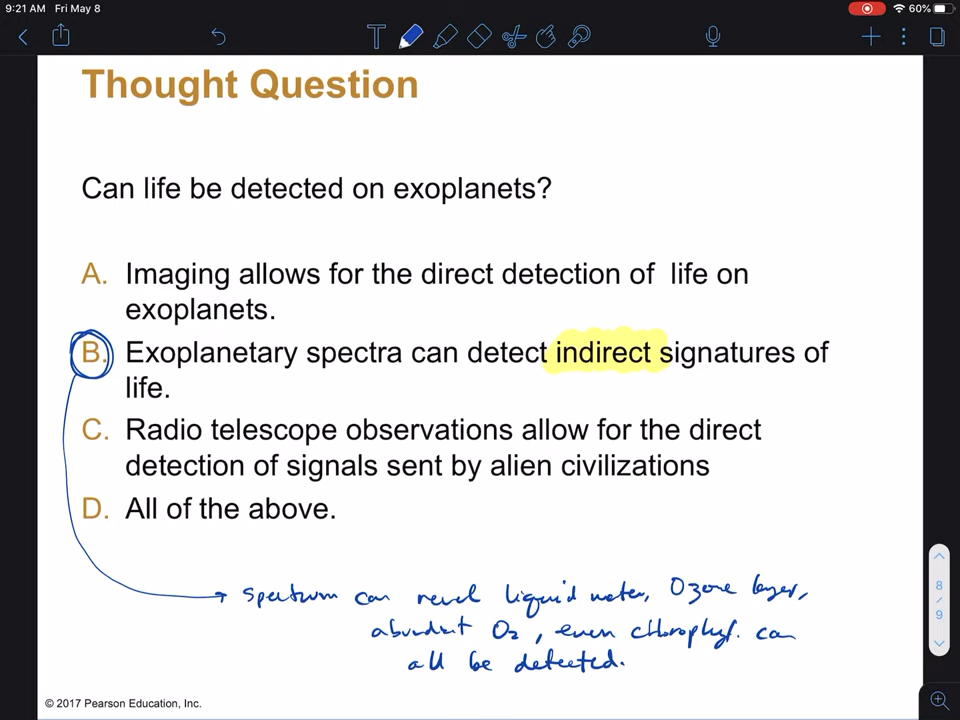 9:21 AM Fri May 8
60%
Thought Question
Can life be detected on exoplanets?
A. Imaging allows for the direct detection of life on
exoplanets.
B. Exoplanetary spectra can detect indirect signatures of
life.
C. Radio telescope observations allow for the direct
detection of signals sent by alien civilizations
D. All of the above.
Spectrum can reveal liquid water, Ozone layer,
abundant O2, even chlorophyl. can
all be detected.
8
/
9
© 2017 Pearson Education, Inc.